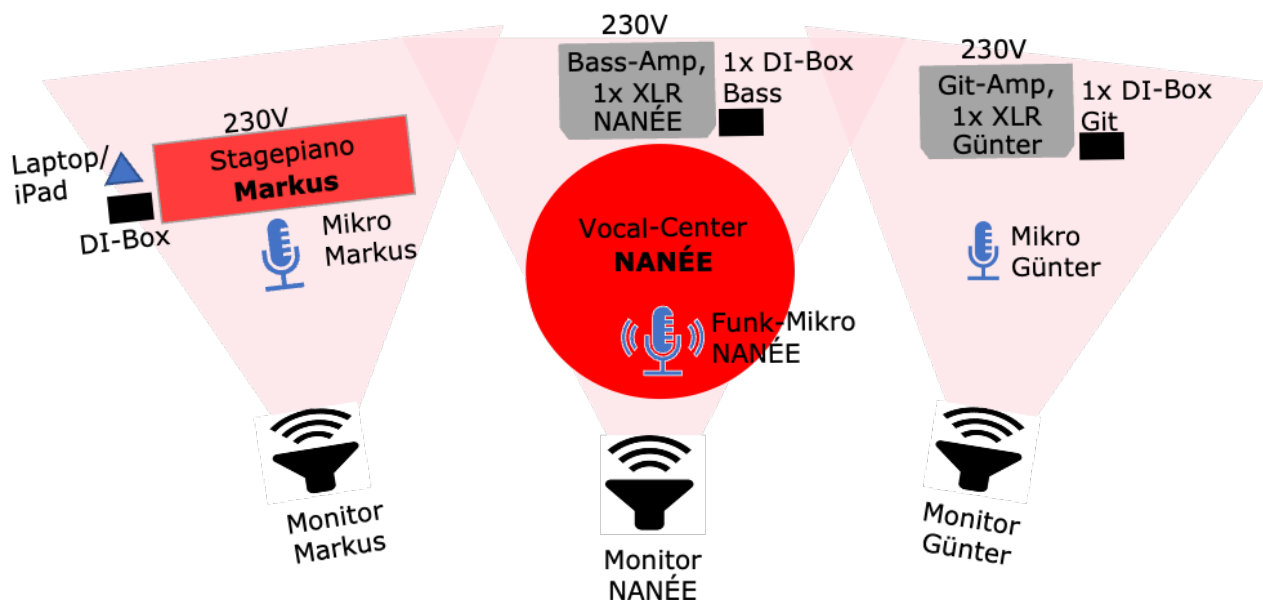 230V
Laptop/
iPad
Stagepiano
Markus
DI-Box
Mikro
Markus
230V
Bass-Amp,
1x XLR
NANÉE
1x DI-Box
Bass
Vocal-Center
NANÉE
Funk-Mikro
NANÉE
230V
Git-Amp,
1x XLR
Günter
1x DI-Box
Git
Mikro
Günter
Monitor
Markus
Monitor
NANÉE
Monitor
Günter